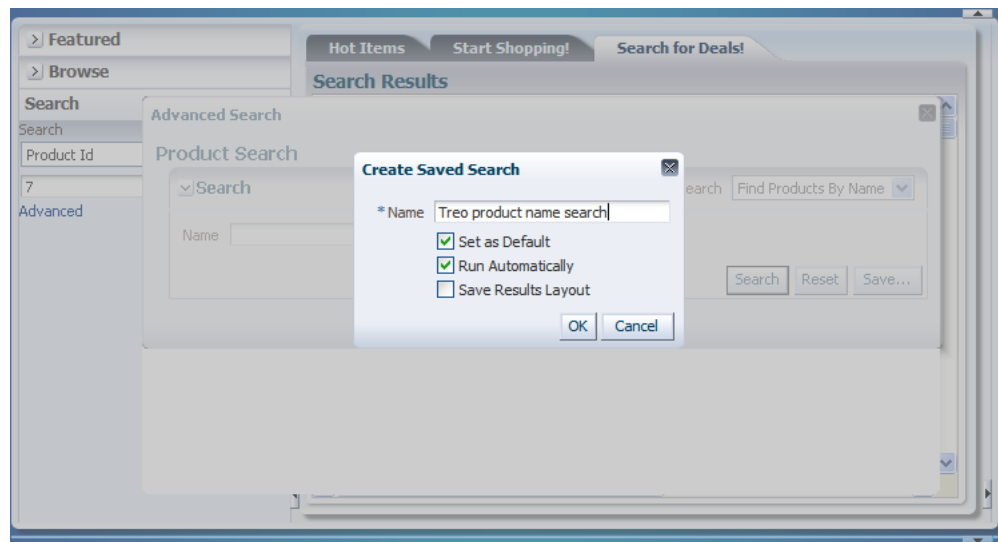 Featured
Browse
Search
Search
Product Id
7
Advanced
Hot Items
Start Shopping!
Search for Deals!
Search Results
Advanced Search
Product Search
Search
earch
Find Products By Name
Name
Search
Reset
Save...
Create Saved Search
* Name
Treo product name search
Set as Default
Run Automatically
Save Results Layout
OK
Cancel